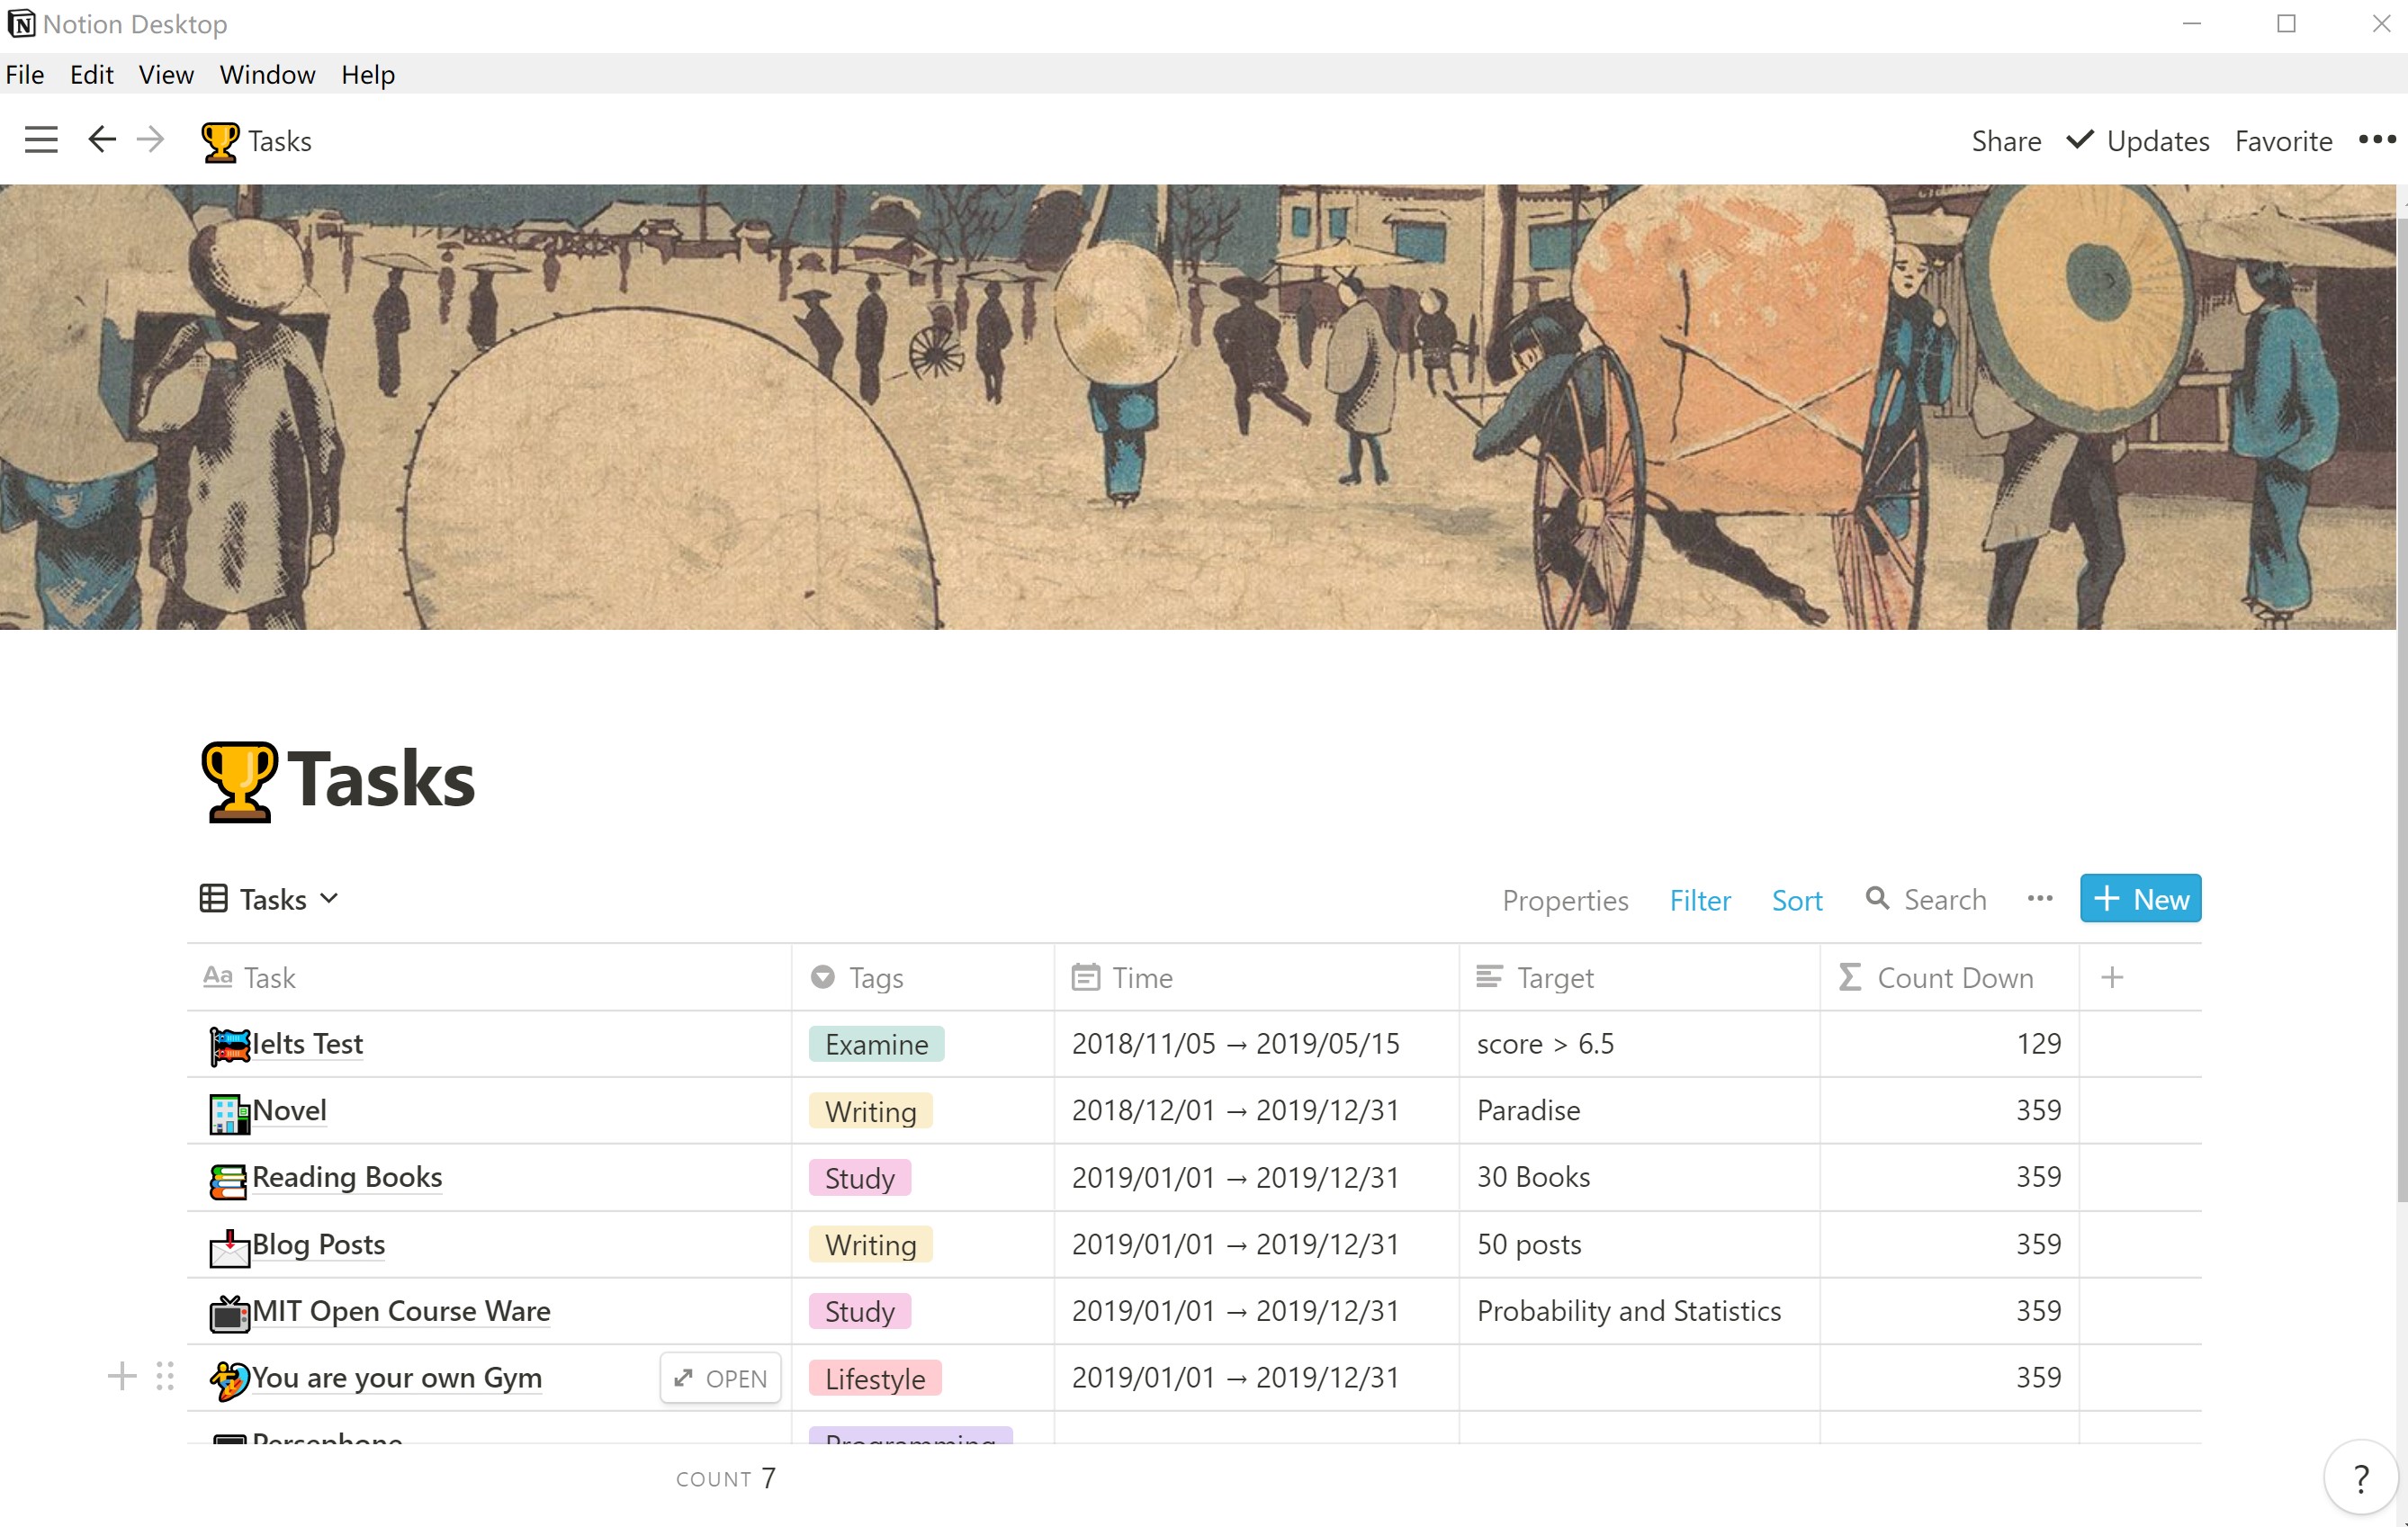 Notion Desktop
File Edit View Window Help
Tasks Share Updates Favorite
Tasks
Tasks Properties Filter Sort Search New
Aa Task Tags Time Target Count Down
Ielts Test Examine 2018/11/05 → 2019/05/15 score > 6.5 129
Novel Writing 2018/12/01 → 2019/12/31 Paradise 359
Reading Books Study 2019/01/01 → 2019/12/31 30 Books 359
Blog Posts Writing 2019/01/01 → 2019/12/31 50 posts 359
MIT Open Course Ware Study 2019/01/01 → 2019/12/31 Probability and Statistics 359
You are your own Gym OPEN Lifestyle 2019/01/01 → 2019/12/31 359
Persephone Programming
COUNT 7
?